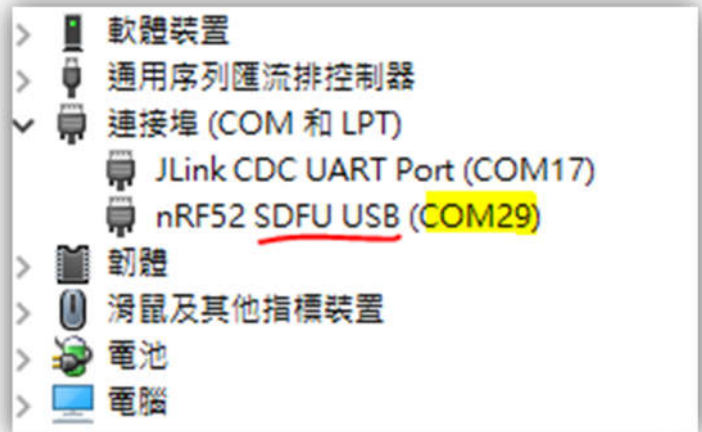 軟體裝置
通用序列匯流排控制器
連接埠 (COM 和 LPT)
JLink CDC UART Port (COM17)
nRF52 SDFU USB (COM29)
韌體
滑鼠及其他指標裝置
電池
電腦